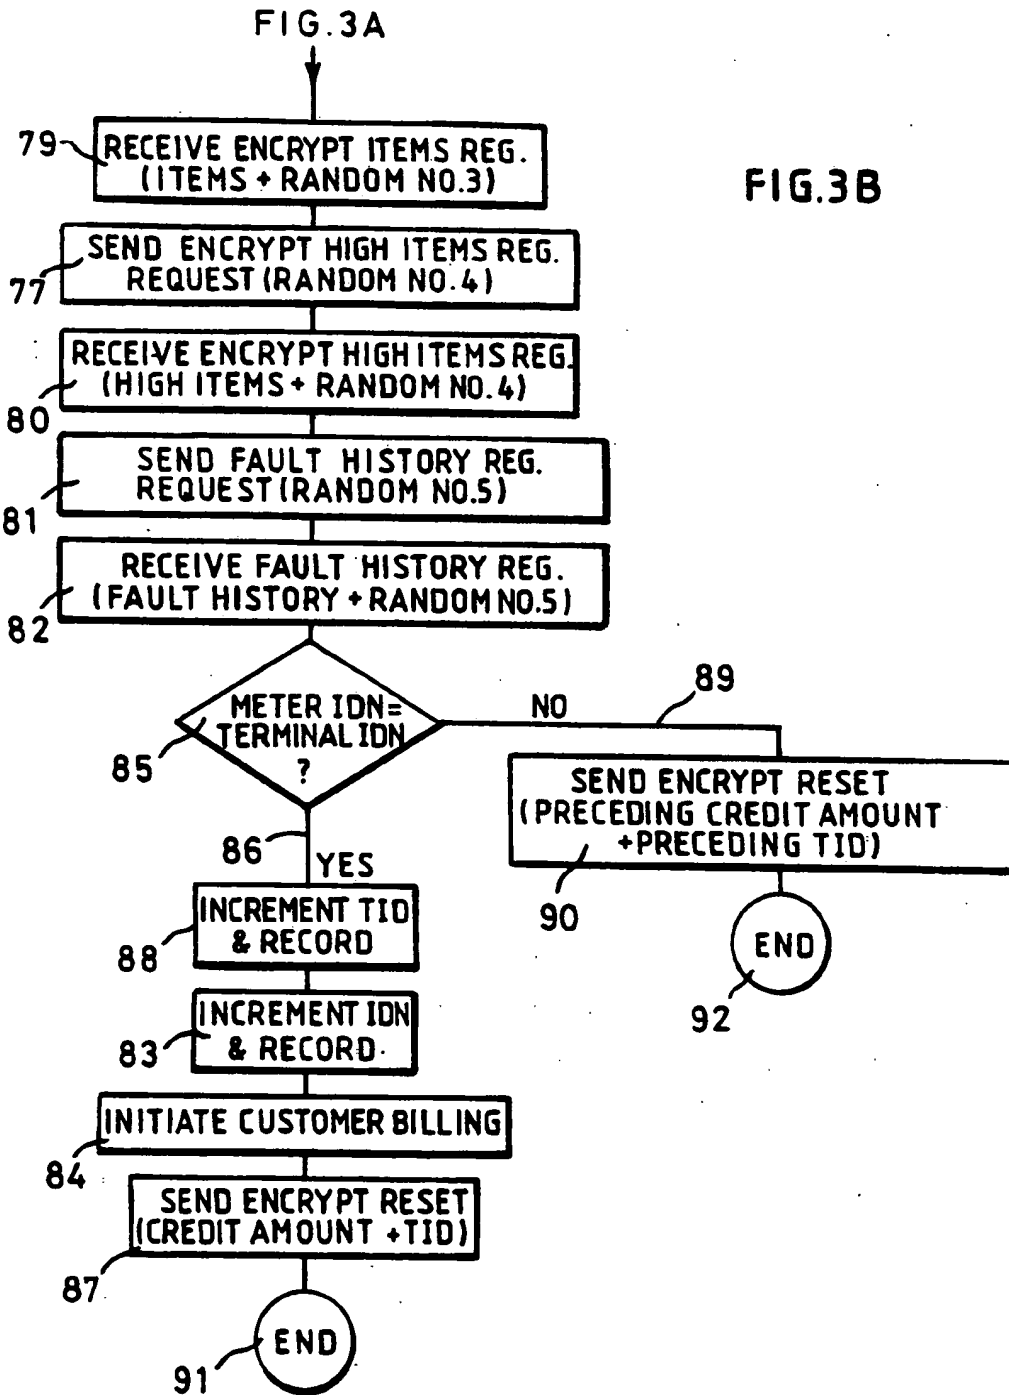 FIG.3A
FIG.3B
79
RECEIVE ENCRYPT ITEMS REG.
(ITEMS + RANDOM NO.3)
77
SEND ENCRYPT HIGH ITEMS REG.
REQUEST (RANDOM NO. 4)
80
RECEIVE ENCRYPT HIGH ITEMS REG.
(HIGH ITEMS + RANDOM NO.4)
81
SEND FAULT HISTORY REG.
REQUEST (RANDOM NO.5)
82
RECEIVE FAULT HISTORY REG.
(FAULT HISTORY + RANDOM NO.5)
85
METER IDN=
TERMINAL IDN
?
NO
89
SEND ENCRYPT RESET
(PRECEDING CREDIT AMOUNT
+PRECEDING TID)
90
END
92
86
YES
INCREMENT TID
& RECORD
88
INCREMENT IDN
& RECORD
83
INITIATE CUSTOMER BILLING
84
SEND ENCRYPT RESET
(CREDIT AMOUNT +TID)
87
END
91